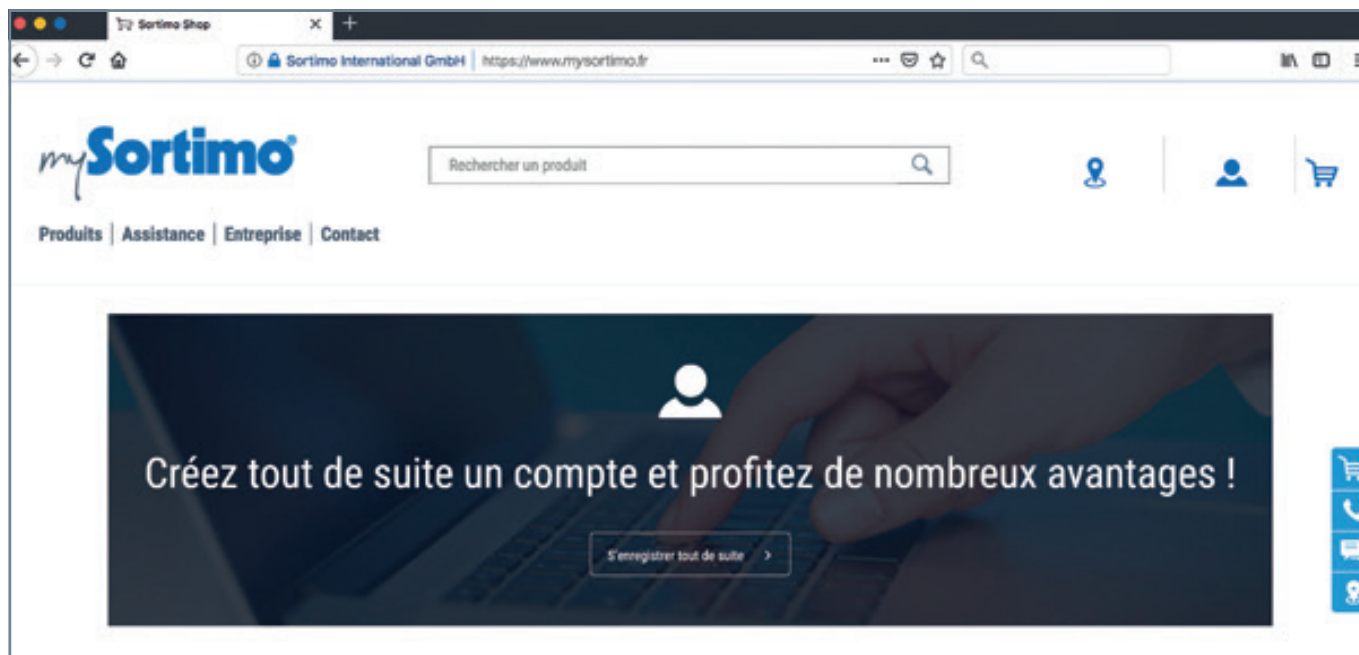 Sortimo Shop
Sortimo International GmbH https://www.mysortimo.fr
mySortimo
Rechercher un produit
Produits | Assistance | Entreprise | Contact
Créez tout de suite un compte et profitez de nombreux avantages !
S'enregistrer tout de suite